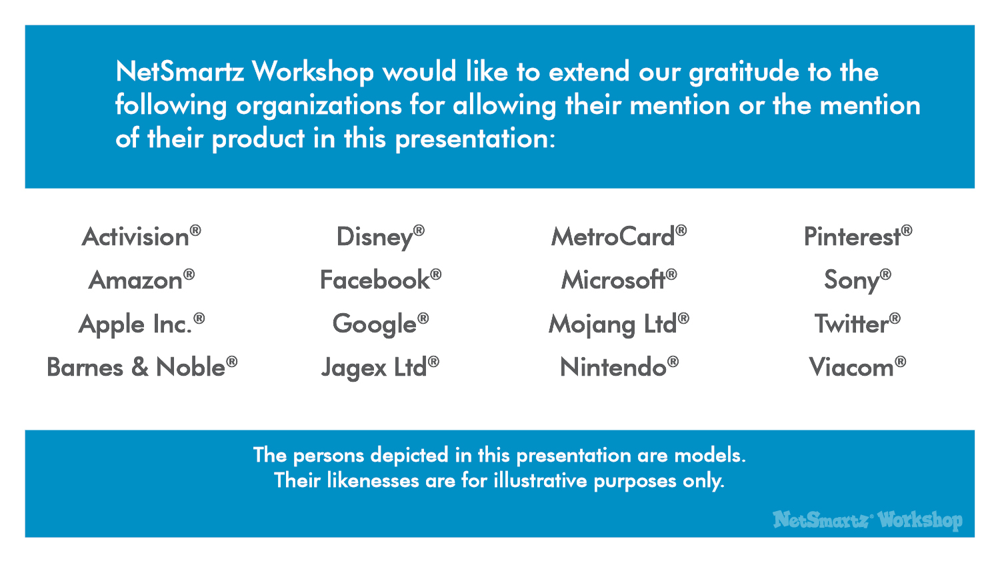 NetSmartz Workshop would like to extend our gratitude to the
following organizations for allowing their mention or the mention
of their product in this presentation:
Activision®
Amazon®
Apple Inc.®
Barnes & Noble®
Disney®
Facebook®
Google®
Jagex Ltd®
MetroCard®
Microsoft®
Mojang Ltd®
Nintendo®
Pinterest®
Sony®
Twitter®
Viacom®
The persons depicted in this presentation are models.
Their likenesses are for illustrative purposes only.
NetSmartz® Workshop